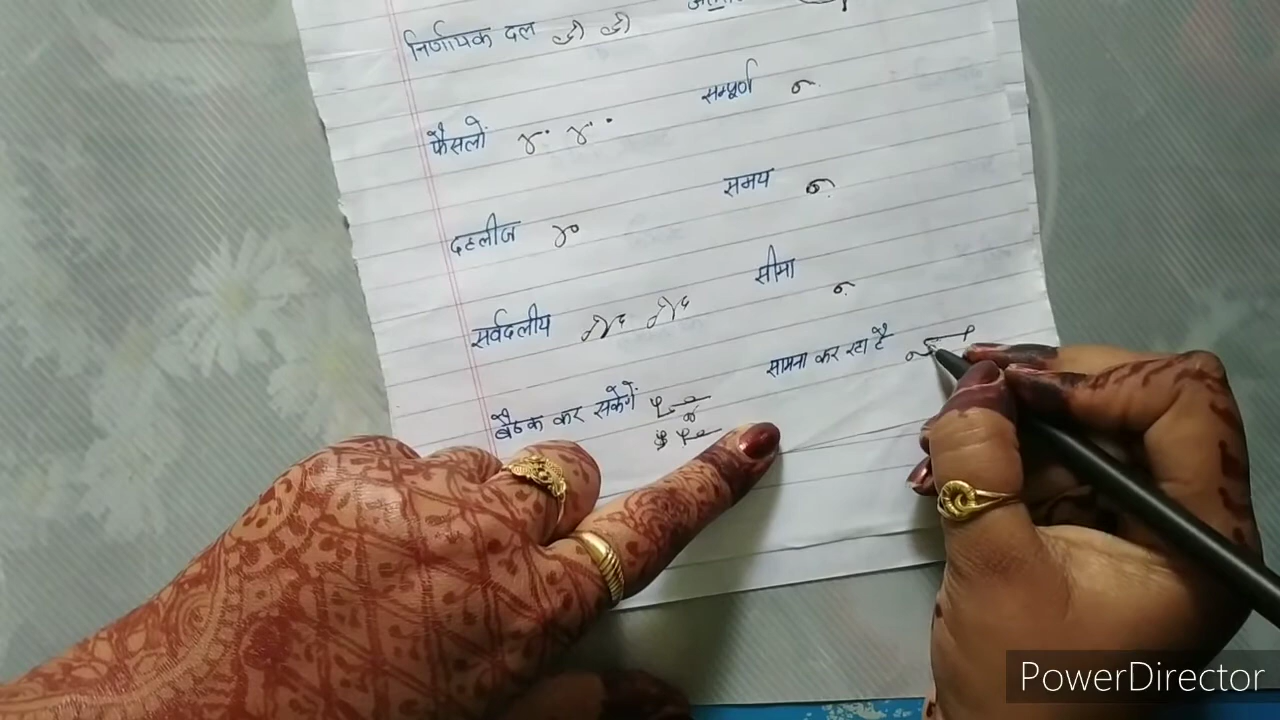 निर्णायक दल
फैसलों
दहलीज
सर्वदलीय
बैठक कर सकेगें
सम्पूर्ण
समय
सीमा
सामना कर रहा है
PowerDirector